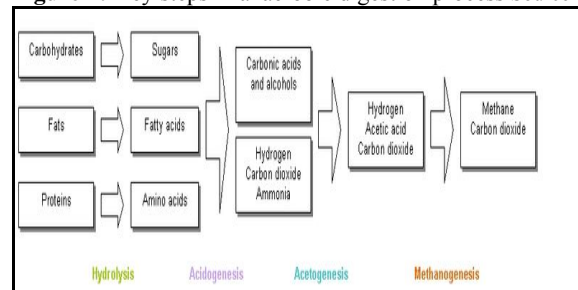 Carbohydrates
Sugars
Fats
Fatty acids
Proteins
Amino acids
Carbonic acids
and alcohols
Hydrogen
Carbon dioxide
Ammonia
Hydrogen
Acetic acid
Carbon dioxide
Methane
Carbon dioxide
Hydrolysis
Acidogenesis
Acetogenesis
Methanogenesis